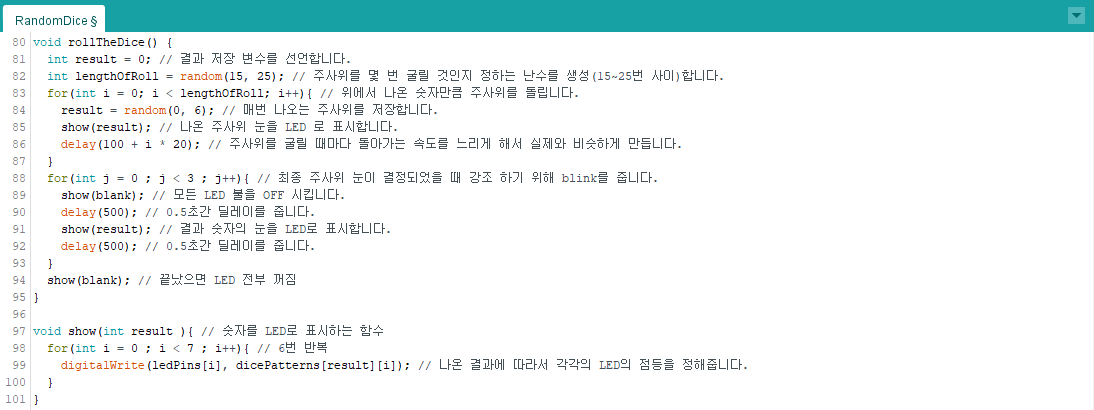 RandomDice §
80 void rollTheDice() {
81 int result = 0; // 결과 저장 변수를 선언합니다.
82 int lengthOfRoll = random(15, 25); // 주사위를 몇 번 굴릴 것인지 정하는 난수를 생성(15~25번 사이)합니다.
83 for(int i = 0; i < lengthOfRoll; i++){ // 위에서 나온 숫자만큼 주사위를 돌립니다.
84 result = random(0, 6); // 매번 나오는 주사위를 저장합니다.
85 show(result); // 나온 주사위 눈을 LED 로 표시합니다.
86 delay(100 + i * 20); // 주사위를 굴릴 때마다 돌아가는 속도를 느리게 해서 실제와 비슷하게 만듭니다.
87 }
88 for(int j = 0 ; j < 3 ; j++){ // 최종 주사위 눈이 결정되었을 때 강조 하기 위해 blink를 줍니다.
89 show(blank); // 모든 LED 불을 OFF 시킵니다.
90 delay(500); // 0.5초간 딜레이를 줍니다.
91 show(result); // 결과 숫자의 눈을 LED로 표시합니다.
92 delay(500); // 0.5초간 딜레이를 줍니다.
93 }
94 show(blank); // 끝났으면 LED 전부 꺼짐
95 }
96
97 void show(int result ){ // 숫자를 LED로 표시하는 함수
98 for(int i = 0 ; i < 7 ; i++){ // 6번 반복
99 digitalWrite(ledPins[i], dicePatterns[result][i]); // 나온 결과에 따라서 각각의 LED의 점등을 정해줍니다.
100 }
101 }